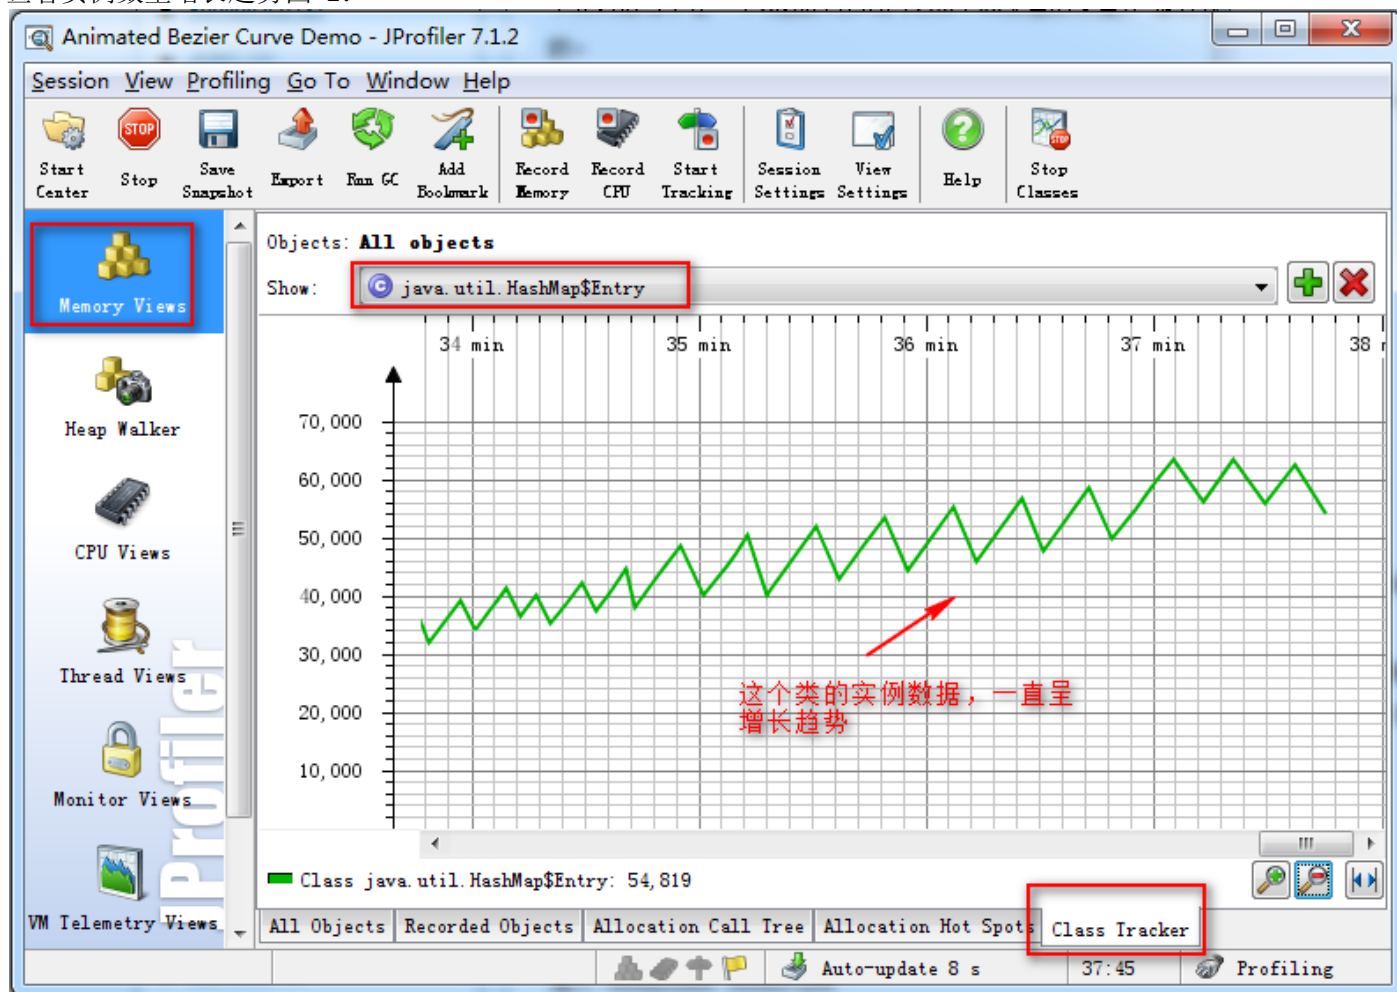 Animated Bezier Curve Demo - JProfiler 7.1.2
Session View Profiling Go To Window Help
Start Center
Stop
Save Snapshot
Export
Run GC
Add Bookmark
Record Memory
Record CPU
Start Tracking
Session Settings
View Settings
Help
Stop Classes
Memory Views
Heap Walker
CPU Views
Thread Views
Monitor Views
VM Telemetry Views
JProfiler
Objects: All objects
Show: java.util.HashMap$Entry
34 min 35 min 36 min 37 min 38
70,000
60,000
50,000
40,000
30,000
20,000
10,000
这个类的实例数据，一直呈
增长趋势
Class java.util.HashMap$Entry: 54,819
All Objects Recorded Objects Allocation Call Tree Allocation Hot Spots Class Tracker
Auto-update 8 s 37:45 Profiling